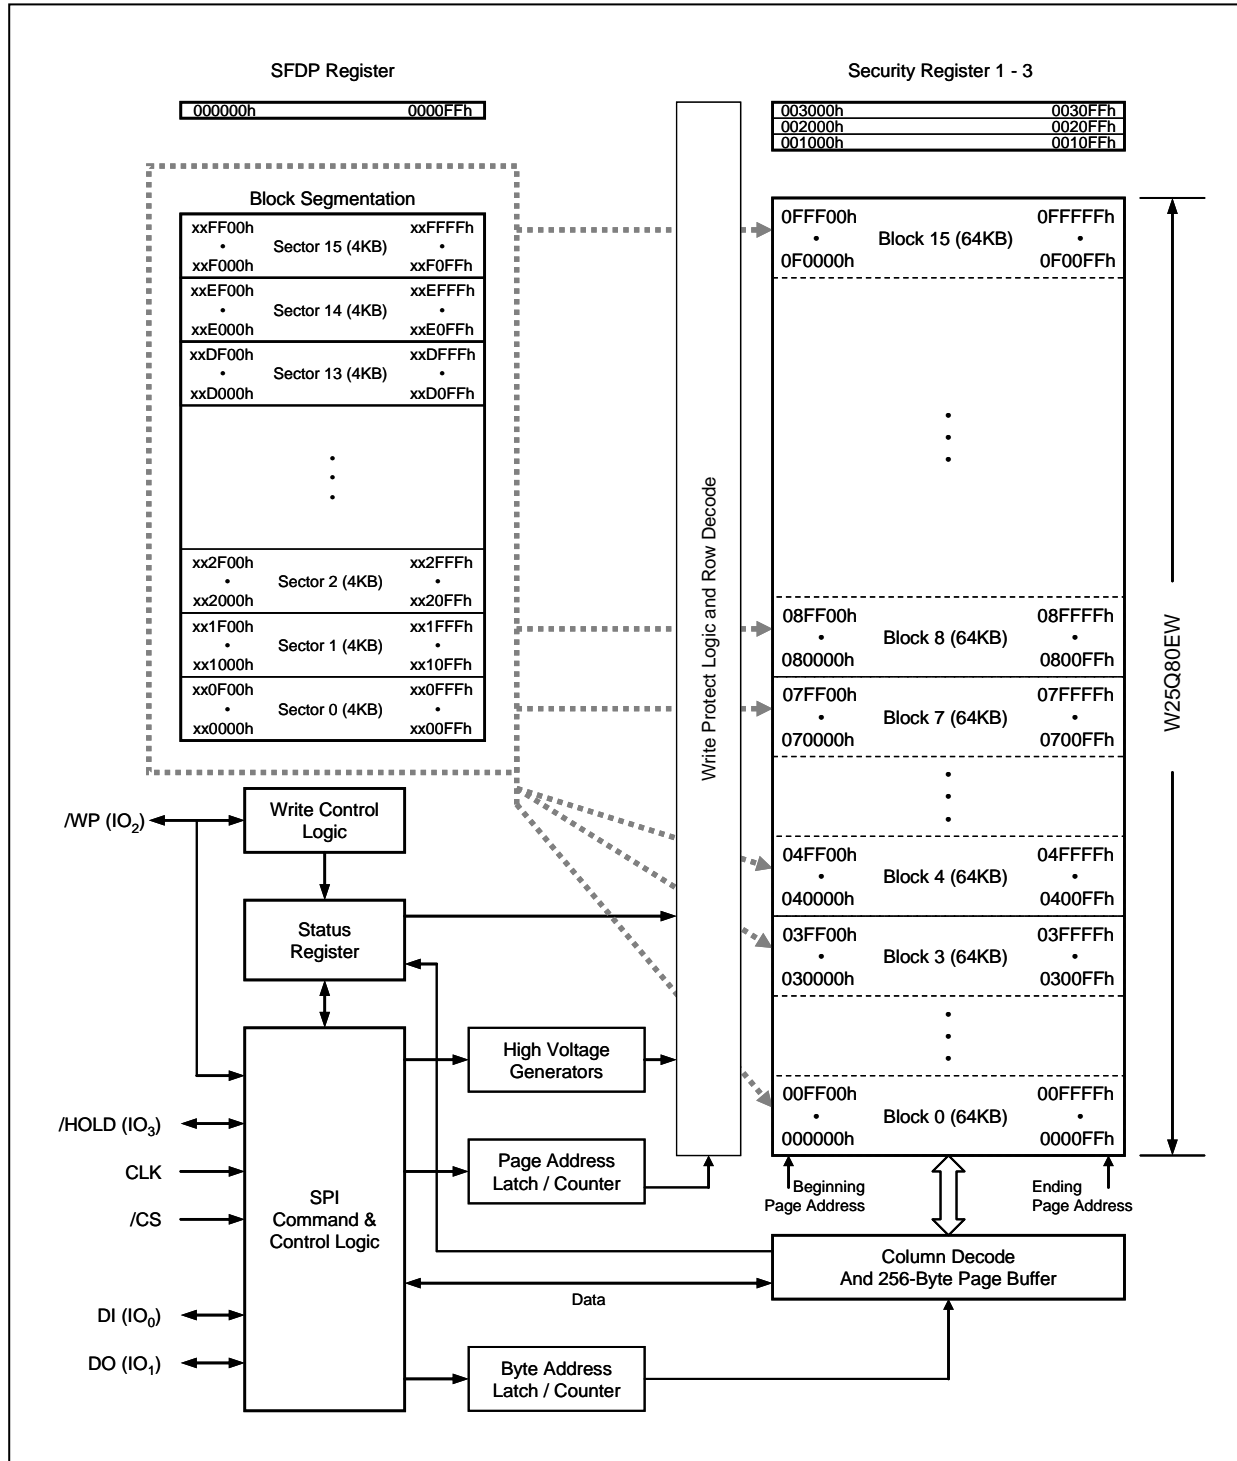 SFDP Register
000000h 0000FFh
Security Register 1 - 3
003000h 0030FFh
002000h 0020FFh
001000h 0010FFh
Block Segmentation
xxFF00h xxFFFFh
• Sector 15 (4KB) •
xxF000h xxF0FFh
xxEF00h xxEFFFh
• Sector 14 (4KB) •
xxE000h xxE0FFh
xxDF00h xxDFFFh
• Sector 13 (4KB) •
xxD000h xxD0FFh
xx2F00h xx2FFFh
• Sector 2 (4KB) •
xx2000h xx20FFh
xx1F00h xx1FFFh
• Sector 1 (4KB) •
xx1000h xx10FFh
xx0F00h xx0FFFh
• Sector 0 (4KB) •
xx0000h xx00FFh
Write Protect Logic and Row Decode
0FFF00h 0FFFFFh
• Block 15 (64KB) •
0F0000h 0F00FFh
08FF00h 08FFFFh
• Block 8 (64KB) •
080000h 0800FFh
07FF00h 07FFFFh
• Block 7 (64KB) •
070000h 0700FFh
04FF00h 04FFFFh
• Block 4 (64KB) •
040000h 0400FFh
03FF00h 03FFFFh
• Block 3 (64KB) •
030000h 0300FFh
00FF00h 00FFFFh
• Block 0 (64KB) •
000000h 0000FFh
W25Q80EW
Beginning
Page Address
Ending
Page Address
/WP (IO2)
Write Control
Logic
Status
Register
High Voltage
Generators
/HOLD (IO3)
CLK
/CS
DI (IO0)
DO (IO1)
SPI
Command &
Control Logic
Page Address
Latch / Counter
Column Decode
And 256-Byte Page Buffer
Data
Byte Address
Latch / Counter